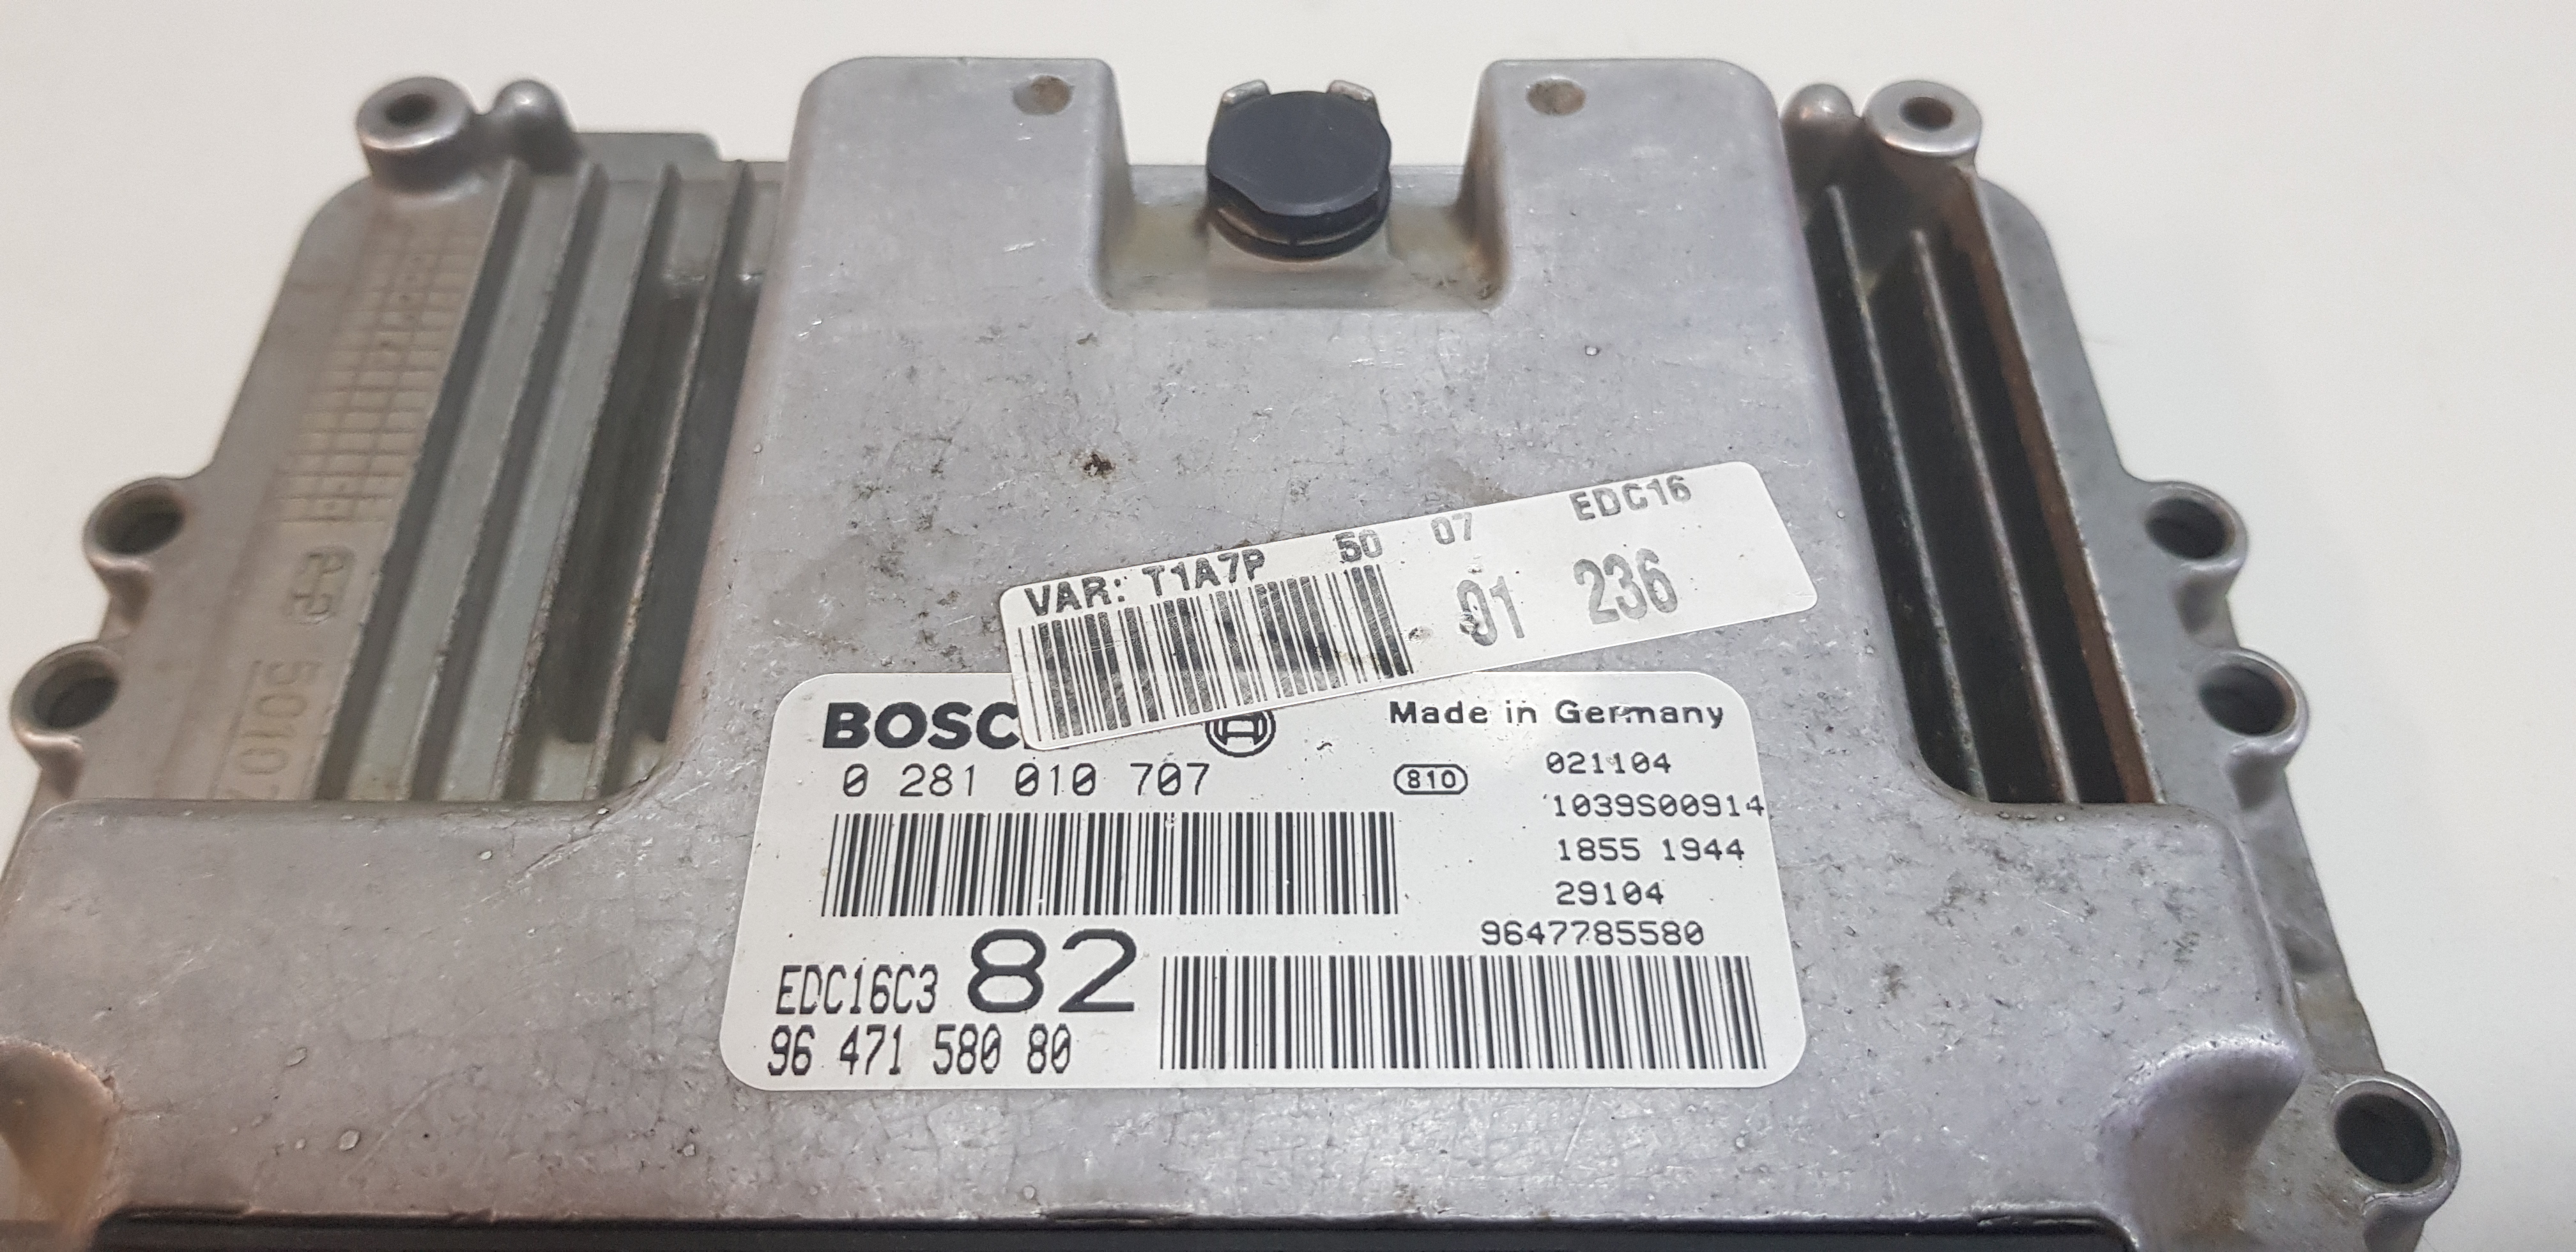 VAR: T1A7P 50 07 EDC16
01 236
BOSC
Made in Germany
0 281 010 707
810
021104
1039S00914
1855 1944
29104
9647785580
EDC16C3 82
96 471 580 80
5010